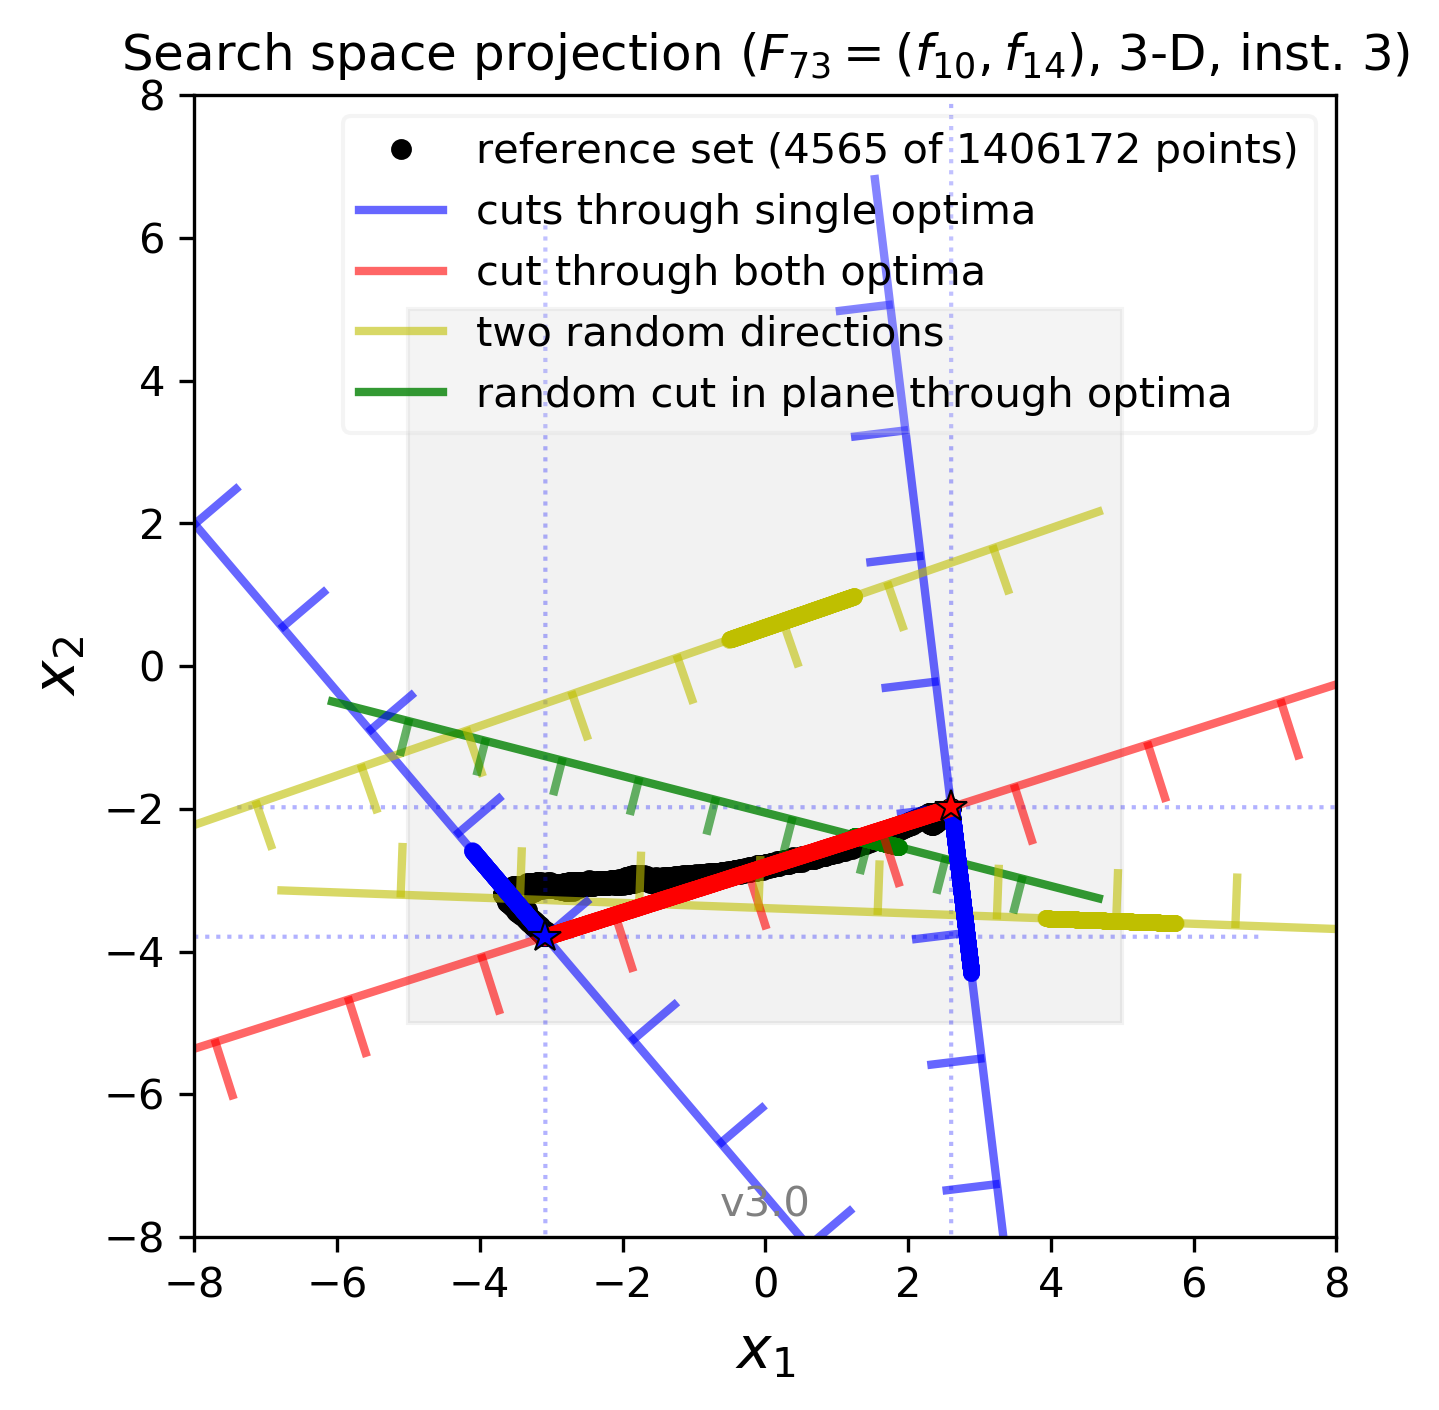 Search space projection (F73 = (f10, f14), 3-D, inst. 3)
reference set (4565 of 1406172 points)
cuts through single optima
cut through both optima
two random directions
random cut in plane through optima
8
6
4
2
0
−2
−4
−6
−8
x2
v3.0
−8 −6 −4 −2 0 2 4 6 8
x1